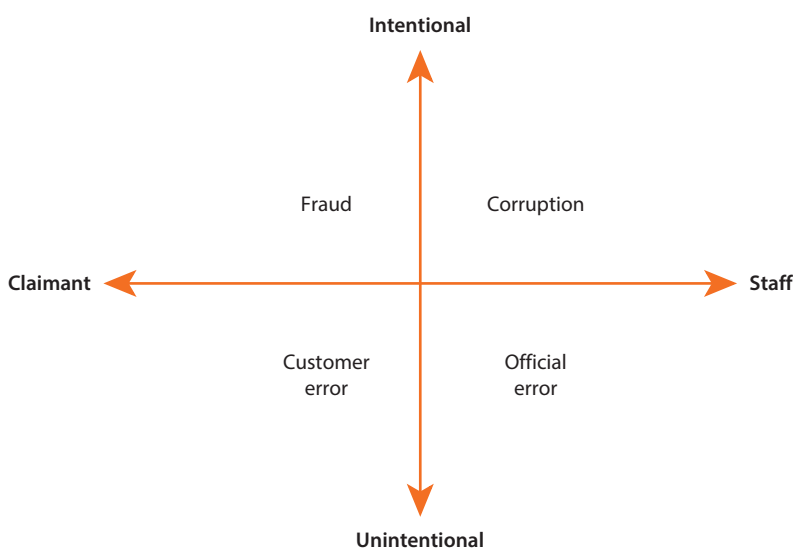 Intentional
Fraud
Corruption
Claimant
Staff
Customer
error
Official
error
Unintentional